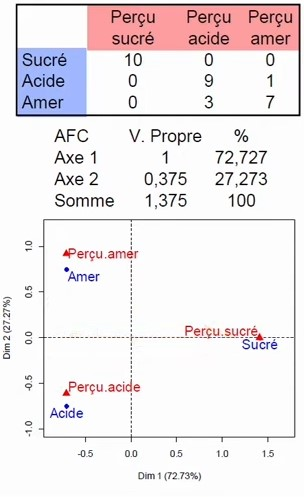 Perçu Perçu Perçu
sucré acide amer
Sucré 10 0 0
Acide 0 9 1
Amer 0 3 7
AFC V. Propre %
Axe 1 1 72,727
Axe 2 0,375 27,273
Somme 1,375 100
Dim 2 (27.27%)
1.0
0.5
0.0
-0.5
-1.0
Perçu.amer
Amer
Perçu.sucré
Sucré
Perçu.acide
Acide
-0.5 0.0 0.5 1.0 1.5
Dim 1 (72.73%)